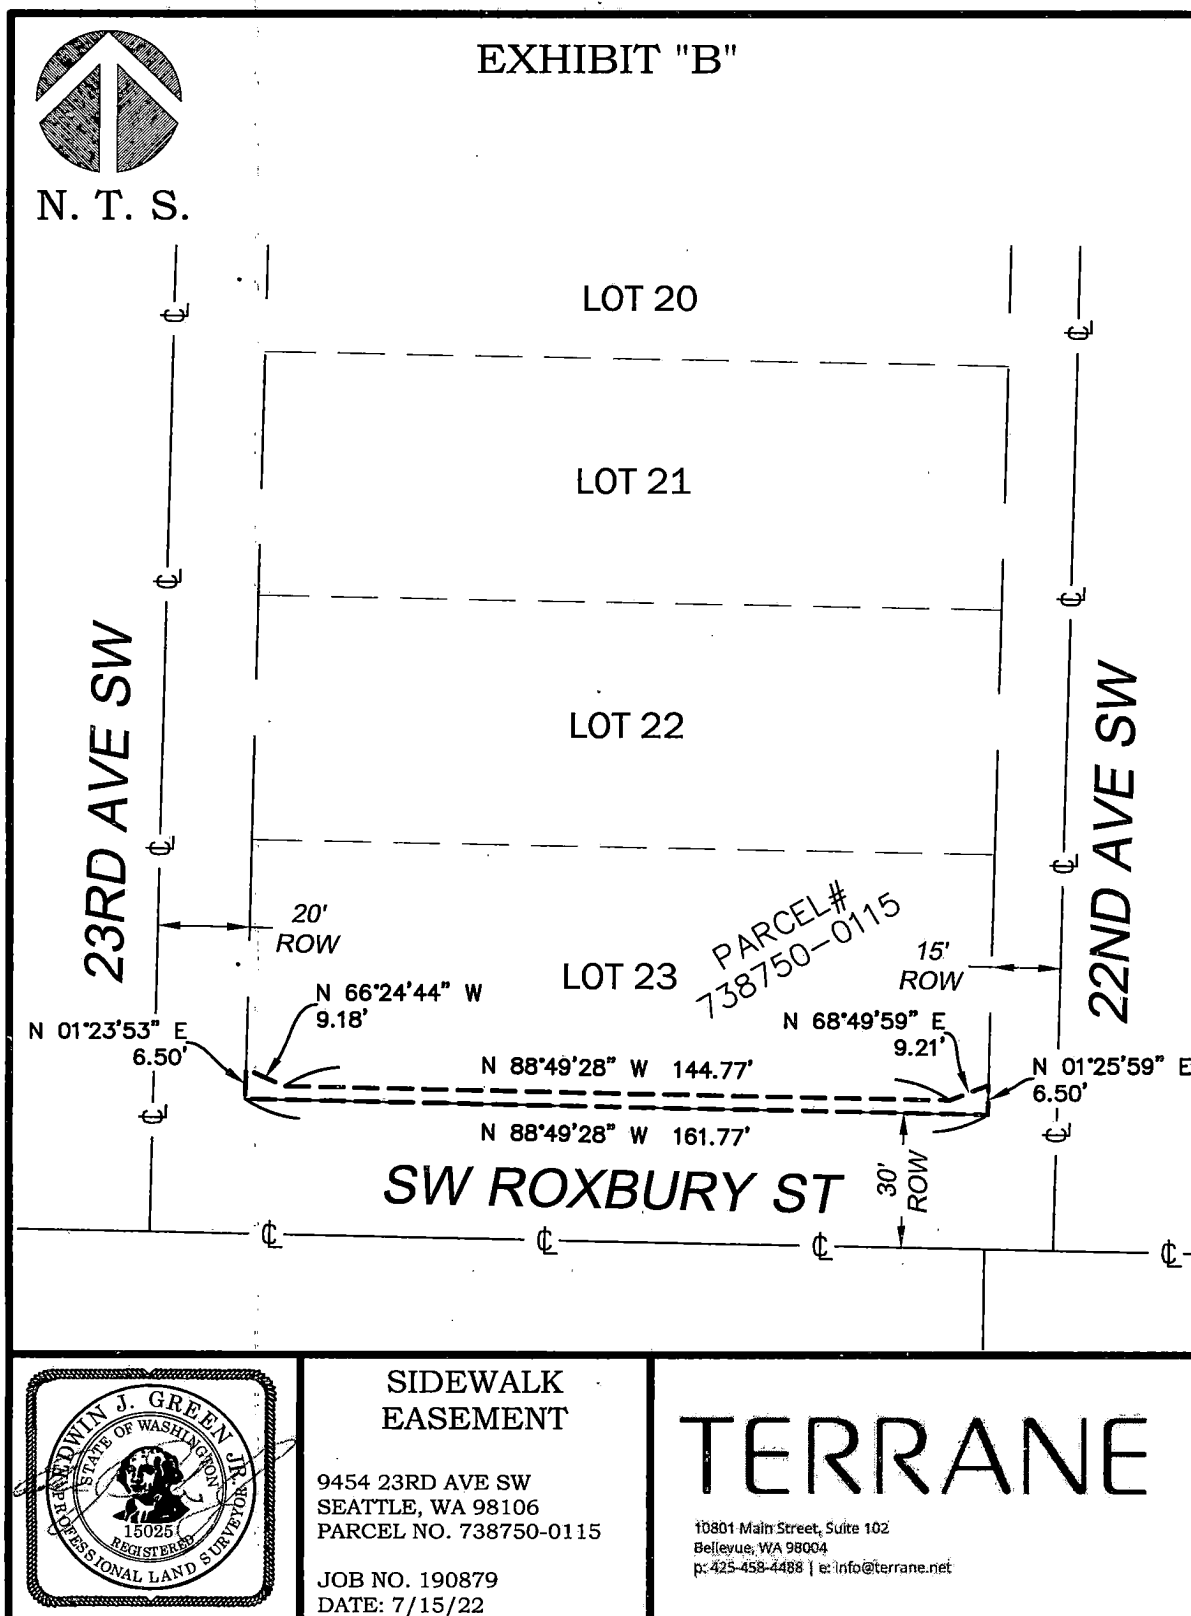 EXHIBIT "B"
N. T. S.
LOT 20
LOT 21
LOT 22
LOT 23
23RD AVE SW
22ND AVE SW
PARCEL#
738750-0115
20'
ROW
15'
ROW
N 66°24'44" W
9.18'
N 01°23'53" E
6.50'
N 68°49'59" E
9.21'
N 01°25'59" E
6.50'
N 88°49'28" W 144.77'
N 88°49'28" W 161.77'
30'
ROW
SW ROXBURY ST
EDWIN J. GREEN JR.
STATE OF WASHINGTON
15025
REGISTERED
PROFESSIONAL LAND SURVEYOR
SIDEWALK
EASEMENT
9454 23RD AVE SW
SEATTLE, WA 98106
PARCEL NO. 738750-0115
JOB NO. 190879
DATE: 7/15/22
TERRANE
10801 Main Street, Suite 102
Bellevue, WA 98004
p: 425-458-4488 | e: info@terrane.net